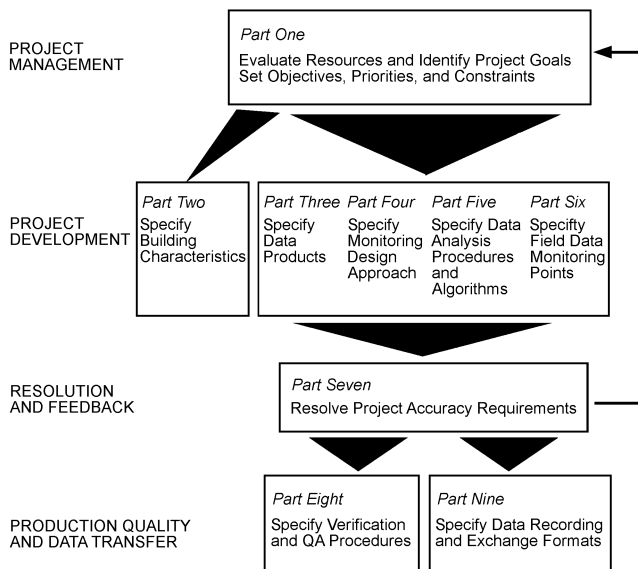 PROJECT
MANAGEMENT
Part One
Evaluate Resources and Identify Project Goals
Set Objectives, Priorities, and Constraints
PROJECT
DEVELOPMENT
Part Two
Specify
Building
Characteristics
Part Three
Specify
Data
Products
Part Four
Specify
Monitoring
Design
Approach
Part Five
Specify Data
Analysis
Procedures
and
Algorithms
Part Six
Specifty
Field Data
Monitoring
Points
RESOLUTION
AND FEEDBACK
Part Seven
Resolve Project Accuracy Requirements
PRODUCTION QUALITY
AND DATA TRANSFER
Part Eight
Specify Verification
and QA Procedures
Part Nine
Specify Data Recording
and Exchange Formats